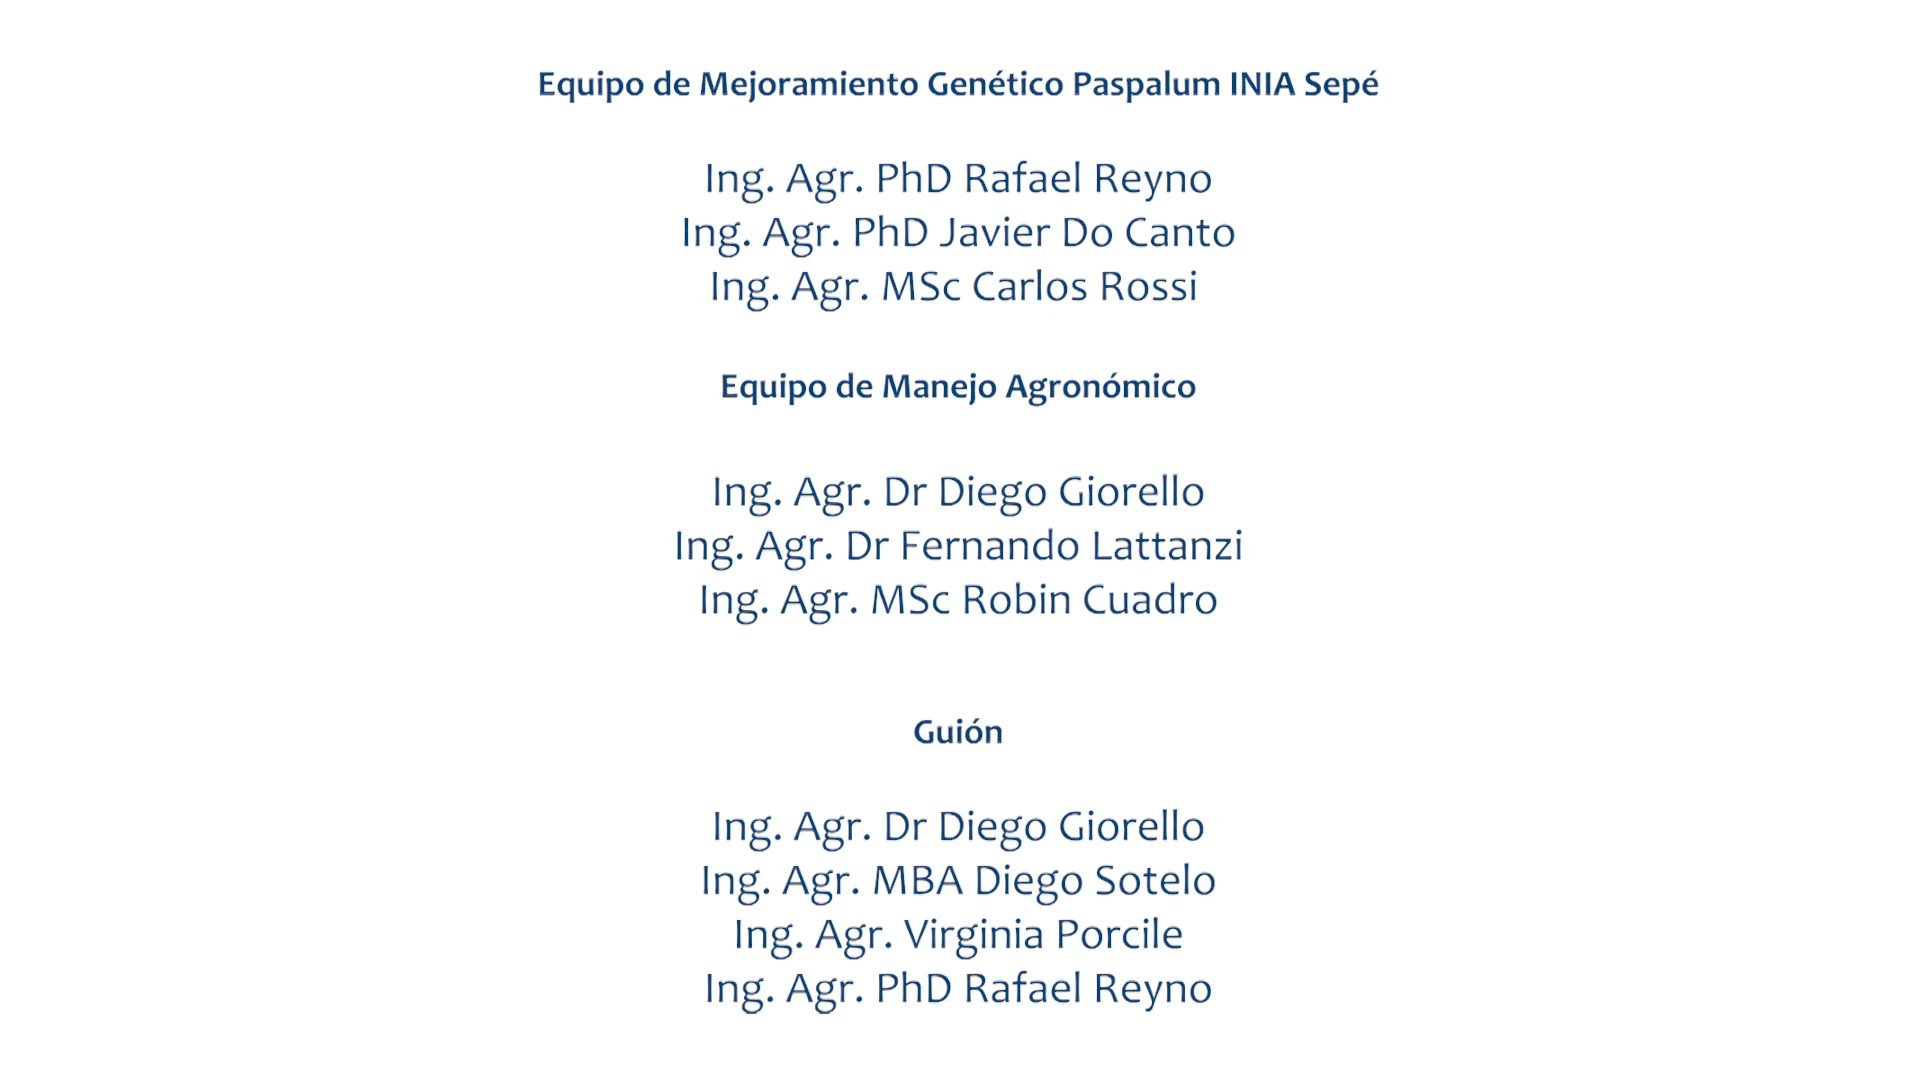 Equipo de Mejoramiento Genético Paspalum INIA Sepé
Ing. Agr. PhD Rafael Reyno
Ing. Agr. PhD Javier Do Canto
Ing. Agr. MSc Carlos Rossi
Equipo de Manejo Agronómico
Ing. Agr. Dr Diego Giorello
Ing. Agr. Dr Fernando Lattanzi
Ing. Agr. MSc Robin Cuadro
Guión
Ing. Agr. Dr Diego Giorello
Ing. Agr. MBA Diego Sotelo
Ing. Agr. Virginia Porcile
Ing. Agr. PhD Rafael Reyno